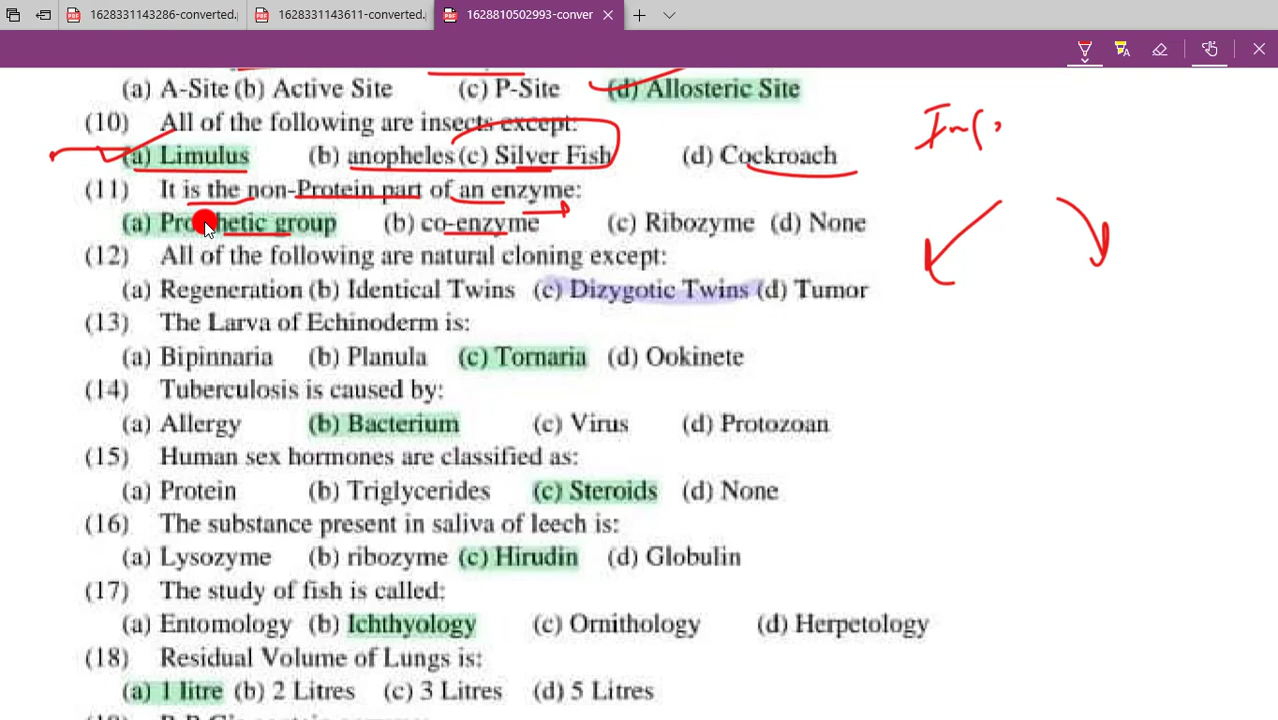 1628331143286-converted. 1628331143611-converted.p 1628810502993-conver
(a) A-Site (b) Active Site (c) P-Site (d) Allosteric Site
(10) All of the following are insects except:
(a) Limulus (b) anopheles (c) Silver Fish (d) Cockroach
(11) It is the non-Protein part of an enzyme:
(a) Prosthetic group (b) co-enzyme (c) Ribozyme (d) None
(12) All of the following are natural cloning except:
(a) Regeneration (b) Identical Twins (c) Dizygotic Twins (d) Tumor
(13) The Larva of Echinoderm is:
(a) Bipinnaria (b) Planula (c) Tornaria (d) Ookinete
(14) Tuberculosis is caused by:
(a) Allergy (b) Bacterium (c) Virus (d) Protozoan
(15) Human sex hormones are classified as:
(a) Protein (b) Triglycerides (c) Steroids (d) None
(16) The substance present in saliva of leech is:
(a) Lysozyme (b) ribozyme (c) Hirudin (d) Globulin
(17) The study of fish is called:
(a) Entomology (b) Ichthyology (c) Ornithology (d) Herpetology
(18) Residual Volume of Lungs is:
(a) 1 litre (b) 2 Litres (c) 3 Litres (d) 5 Litres